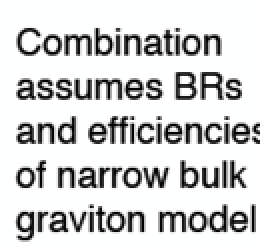 Combination
assumes BRs
and efficiencies
of narrow bulk
graviton model